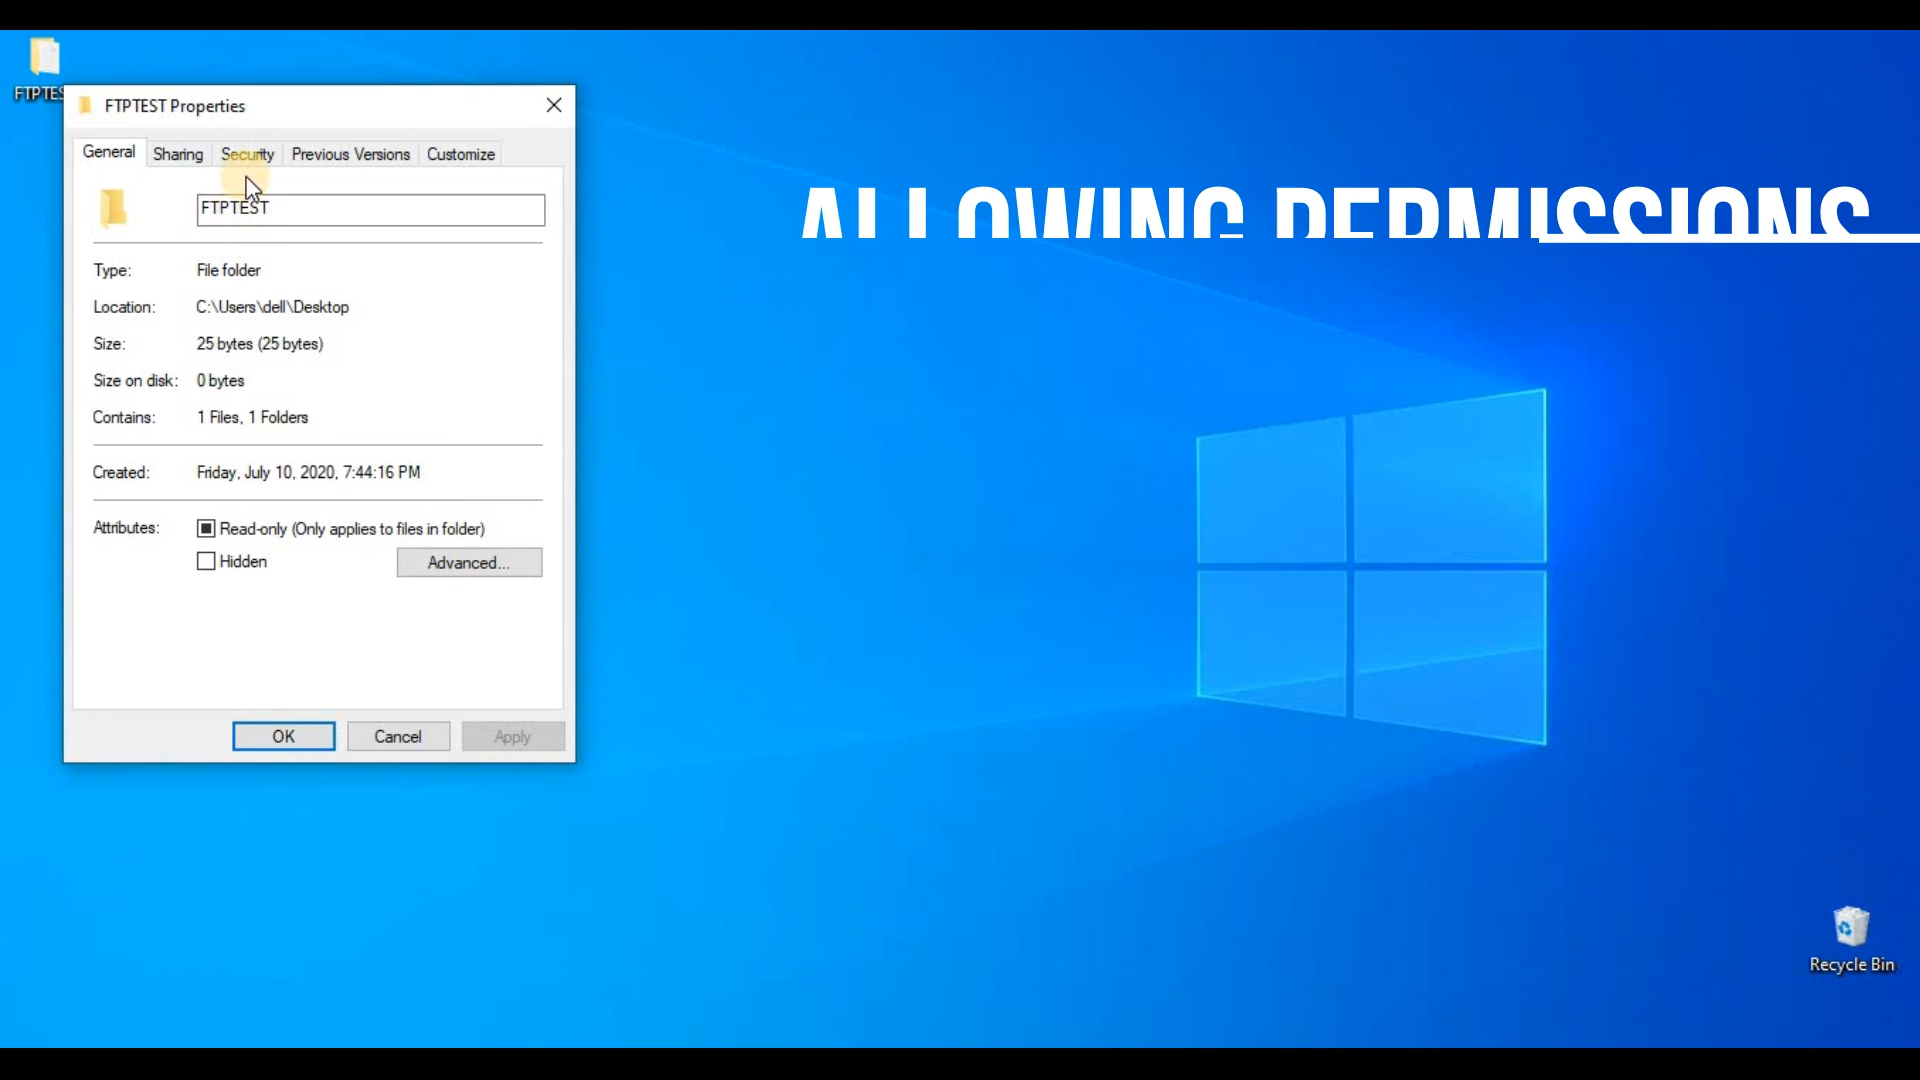 FTPTES
FTPTEST Properties
General Sharing Security Previous Versions Customize
FTPTEST
ALLOWING PERMISSIONS
Type: File folder
Location: C:\Users\dell\Desktop
Size: 25 bytes (25 bytes)
Size on disk: 0 bytes
Contains: 1 Files, 1 Folders
Created: Friday, July 10, 2020, 7:44:16 PM
Attributes: Read-only (Only applies to files in folder)
Hidden Advanced...
OK Cancel Apply
Recycle Bin